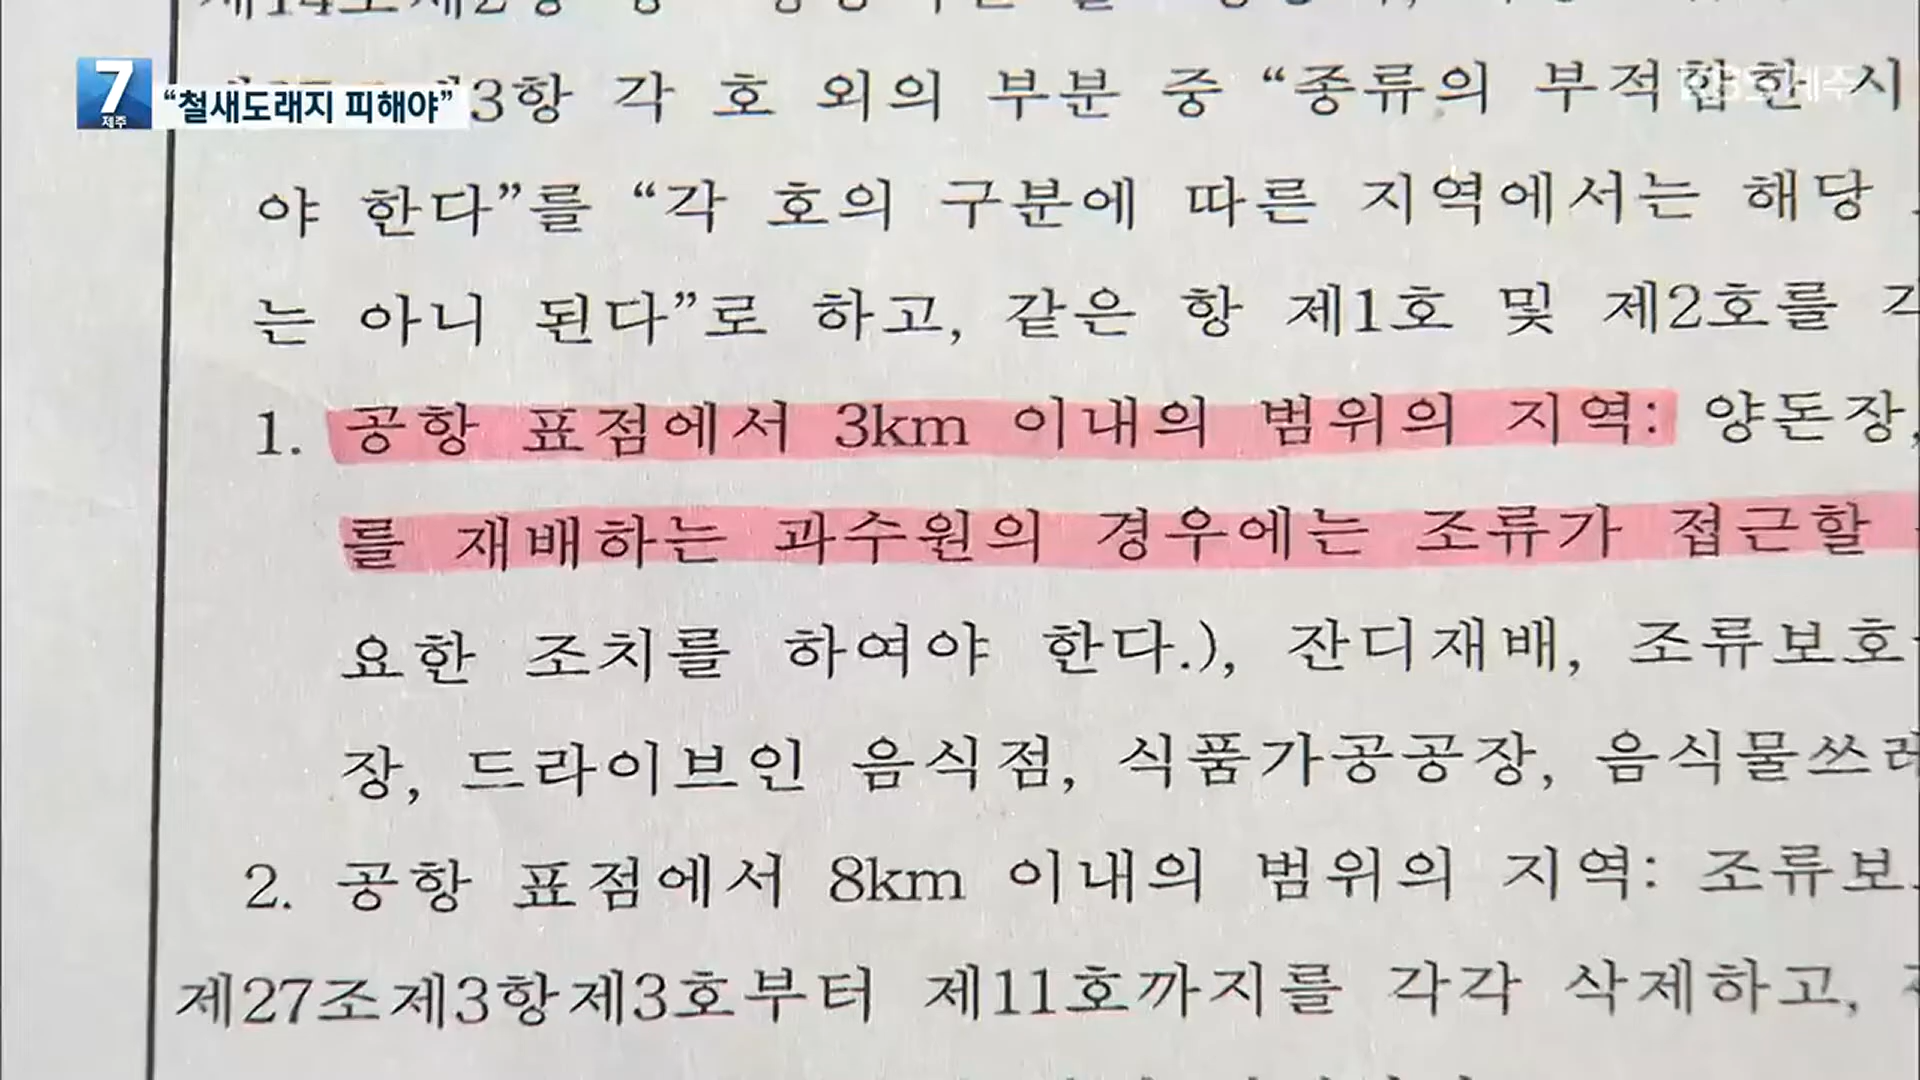 7
제주
“철새도래지 피해야”
3항 각 호 외의 부분 중 “종류의 부적합한 시
야 한다”를 “각 호의 구분에 따른 지역에서는 해당
는 아니 된다”로 하고, 같은 항 제1호 및 제2호를 각
1. 공항 표점에서 3km 이내의 범위의 지역: 양돈장,
를 재배하는 과수원의 경우에는 조류가 접근할
요한 조치를 하여야 한다.), 잔디재배, 조류보호
장, 드라이브인 음식점, 식품가공공장, 음식물쓰레
2. 공항 표점에서 8km 이내의 범위의 지역: 조류보
제27조제3항제3호부터 제11호까지를 각각 삭제하고,